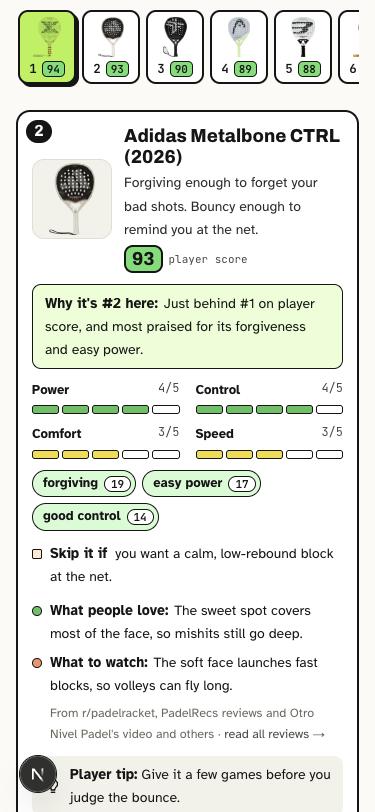 1 94
2 93
3 90
4 89
5 88
6
2
Adidas Metalbone CTRL
(2026)
Forgiving enough to forget your
bad shots. Bouncy enough to
remind you at the net.
93 player score
Why it's #2 here: Just behind #1 on player
score, and most praised for its forgiveness
and easy power.
Power 4/5 Control 4/5
Comfort 3/5 Speed 3/5
forgiving 19 easy power 17
good control 14
Skip it if you want a calm, low-rebound block
at the net.
What people love: The sweet spot covers
most of the face, so mishits still go deep.
What to watch: The soft face launches fast
blocks, so volleys can fly long.
From r/padelracket, PadelRecs reviews and Otro
Nivel Padel's video and others · read all reviews →
N
Player tip: Give it a few games before you
judge the bounce.